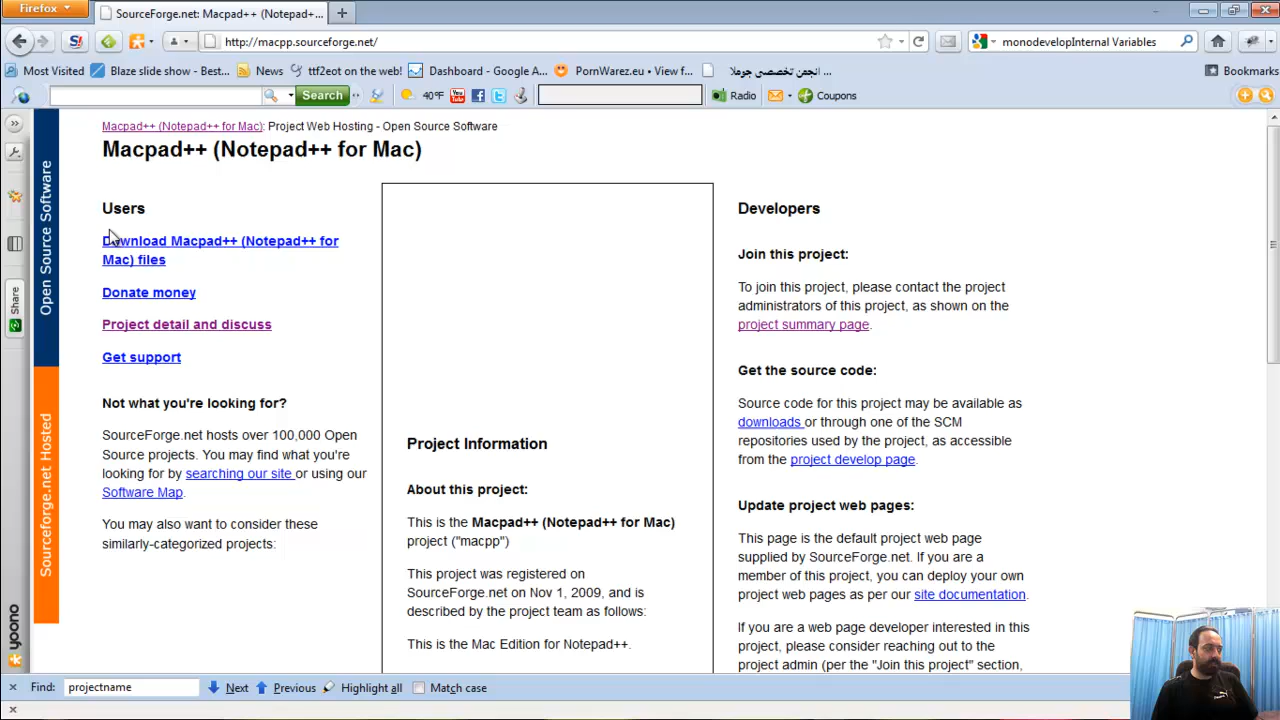 Firefox
SourceForge.net: Macpad++ (Notepad+...
http://macpp.sourceforge.net/
monodevelopInternal Variables
Most Visited
Blaze slide show - Best...
News
ttf2eot on the web!
Dashboard - Google A...
PornWarez.eu • View f...
انجمن تخصصی جوملا ...
Bookmarks
Search
40°F
You Tube
Radio
Coupons
Share
yoono
Open Source Software
Sourceforge.net Hosted
Macpad++ (Notepad++ for Mac): Project Web Hosting - Open Source Software
Macpad++ (Notepad++ for Mac)
Users
Download Macpad++ (Notepad++ for
Mac) files
Donate money
Project detail and discuss
Get support
Not what you're looking for?
SourceForge.net hosts over 100,000 Open
Source projects. You may find what you're
looking for by searching our site or using our
Software Map.
You may also want to consider these
similarly-categorized projects:
Project Information
About this project:
This is the Macpad++ (Notepad++ for Mac)
project ("macpp")
This project was registered on
SourceForge.net on Nov 1, 2009, and is
described by the project team as follows:
This is the Mac Edition for Notepad++.
Developers
Join this project:
To join this project, please contact the project
administrators of this project, as shown on the
project summary page.
Get the source code:
Source code for this project may be available as
downloads or through one of the SCM
repositories used by the project, as accessible
from the project develop page.
Update project web pages:
This page is the default project web page
supplied by SourceForge.net. If you are a
member of this project, you can deploy your own
project web pages as per our site documentation.
If you are a web page developer interested in this
project, please consider reaching out to the
project admin (per the "Join this project" section,
Find:
projectname
Next
Previous
Highlight all
Match case